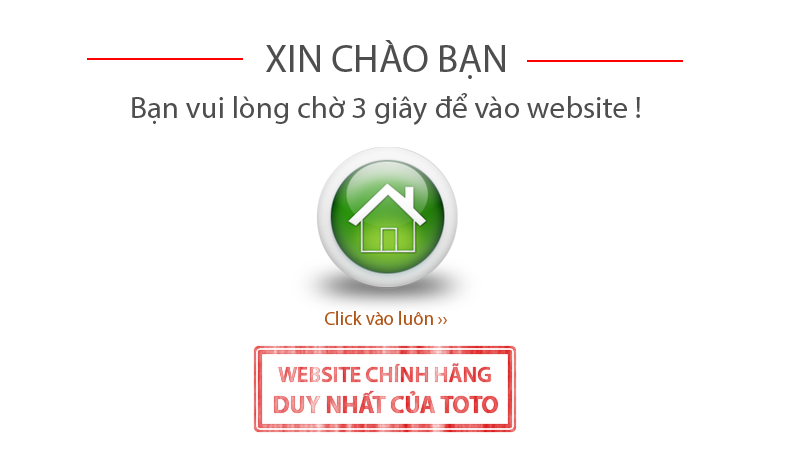 XIN CHÀO BẠN
Bạn vui lòng chờ 3 giây để vào website !
Click vào luôn ››
WEBSITE CHÍNH HÃNG
DUY NHẤT CỦA TOTO